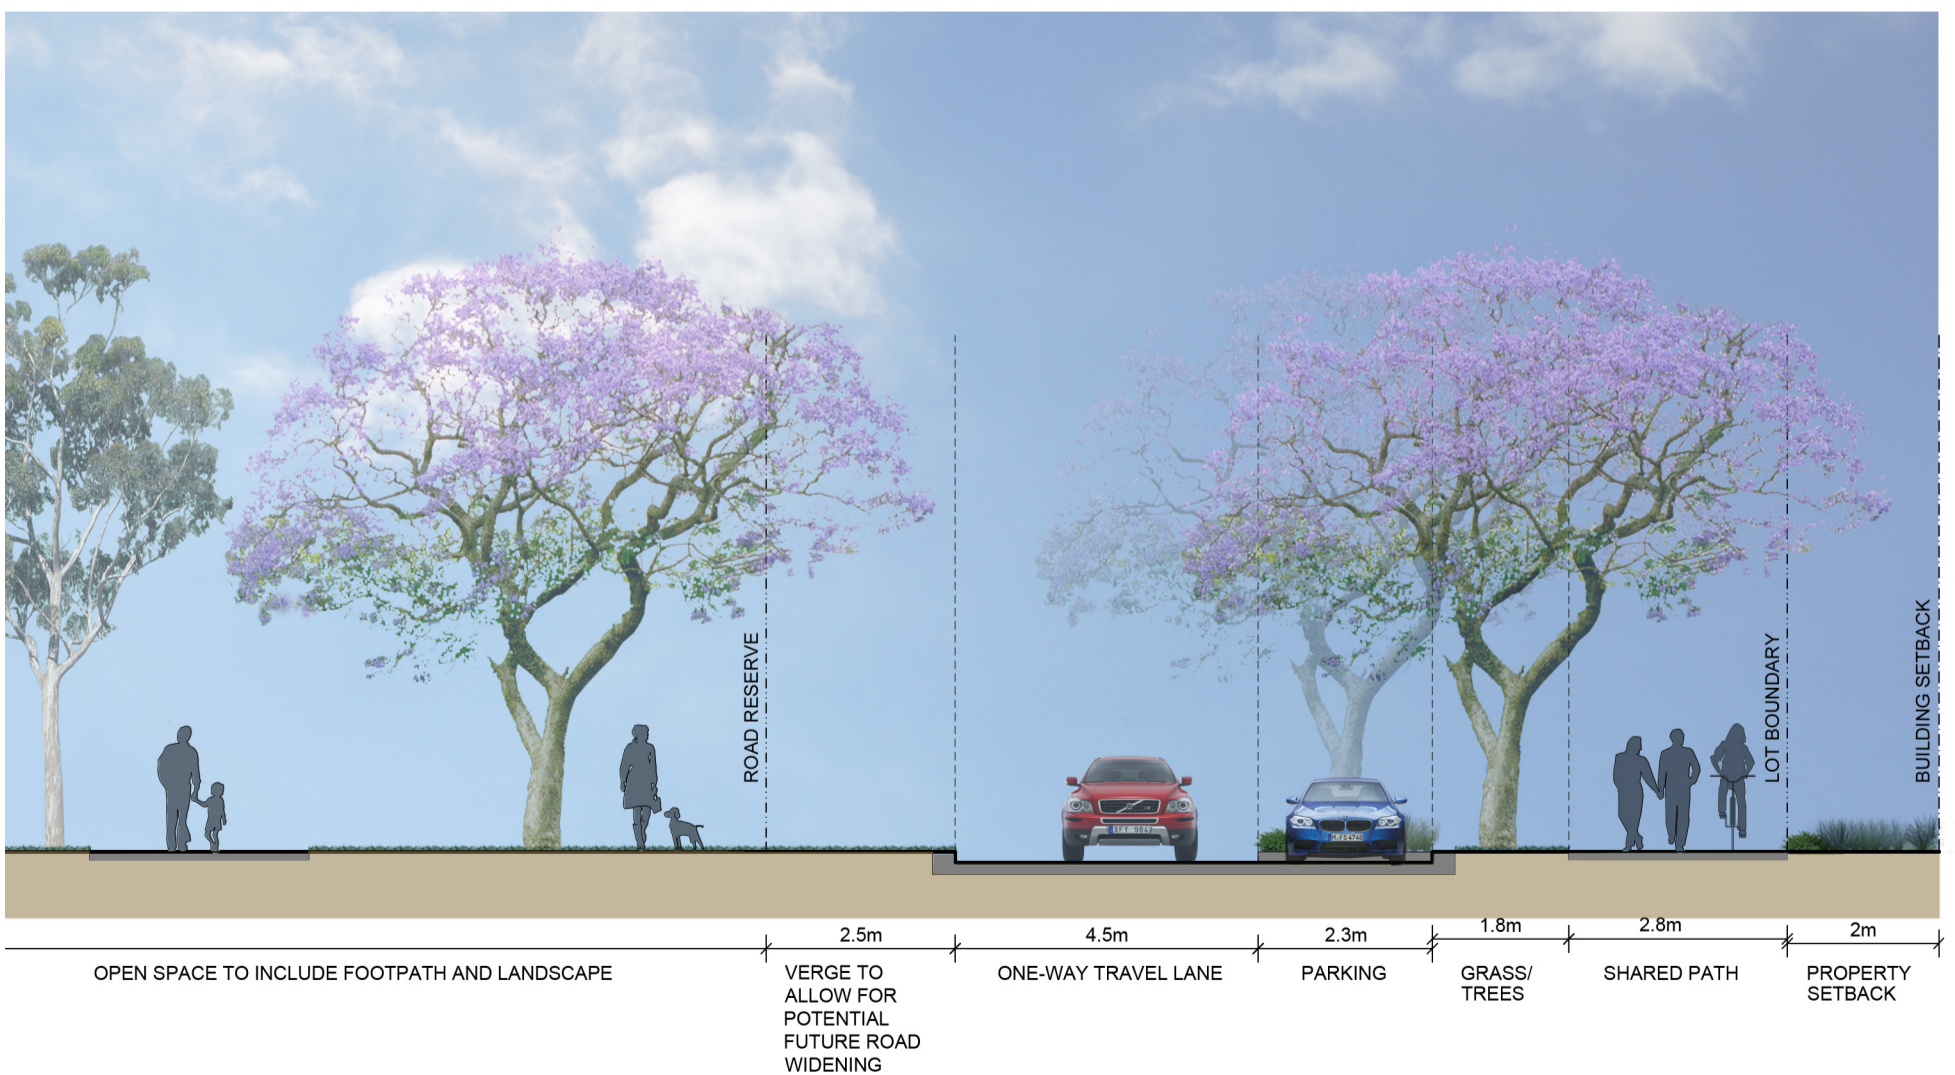 ROAD RESERVE
LOT BOUNDARY
BUILDING SETBACK
XFY 984
2.5m
4.5m
2.3m
1.8m
2.8m
2m
OPEN SPACE TO INCLUDE FOOTPATH AND LANDSCAPE
VERGE TO
ALLOW FOR
POTENTIAL
FUTURE ROAD
WIDENING
ONE-WAY TRAVEL LANE
PARKING
GRASS/
TREES
SHARED PATH
PROPERTY
SETBACK